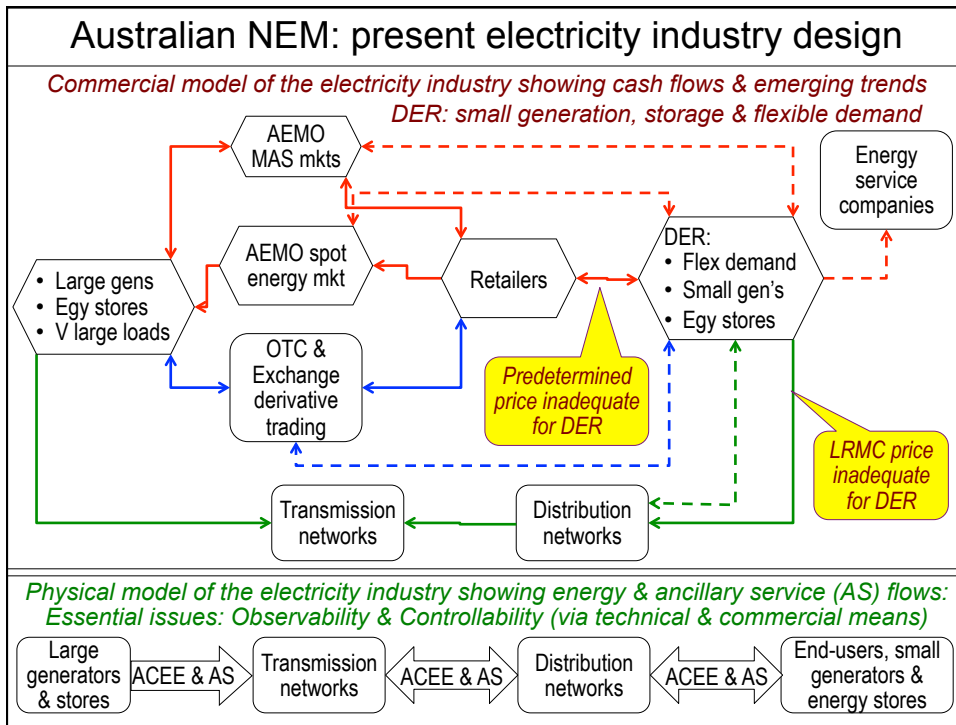 Australian NEM: present electricity industry design
Commercial model of the electricity industry showing cash flows & emerging trends
DER: small generation, storage & flexible demand
AEMO
MAS mkts
Energy
service
companies
AEMO spot
energy mkt
• Large gens
• Egy stores
• V large loads
Retailers
DER:
• Flex demand
• Small gen's
• Egy stores
OTC &
Exchange
derivative
trading
Predetermined
price inadequate
for DER
LRMC price
inadequate
for DER
Transmission
networks
Distribution
networks
Physical model of the electricity industry showing energy & ancillary service (AS) flows:
Essential issues: Observability & Controllability (via technical & commercial means)
Large
generators
& stores
ACEE & AS
Transmission
networks
ACEE & AS
Distribution
networks
ACEE & AS
End-users, small
generators &
energy stores